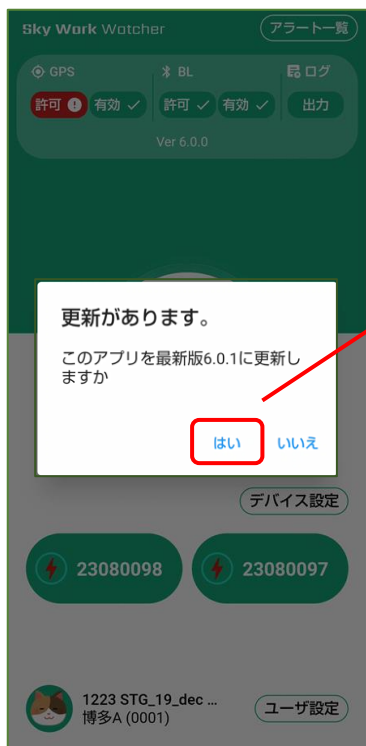 Sky Work Watcher
アラート一覧
GPS
BL
ログ
許可
有効
許可
有効
出力
Ver 6.0.0
更新があります。
このアプリを最新版6.0.1に更新し
ますか
はい
いいえ
デバイス設定
23080098
23080097
1223 STG_19_dec ...
博多A (0001)
ユーザ設定